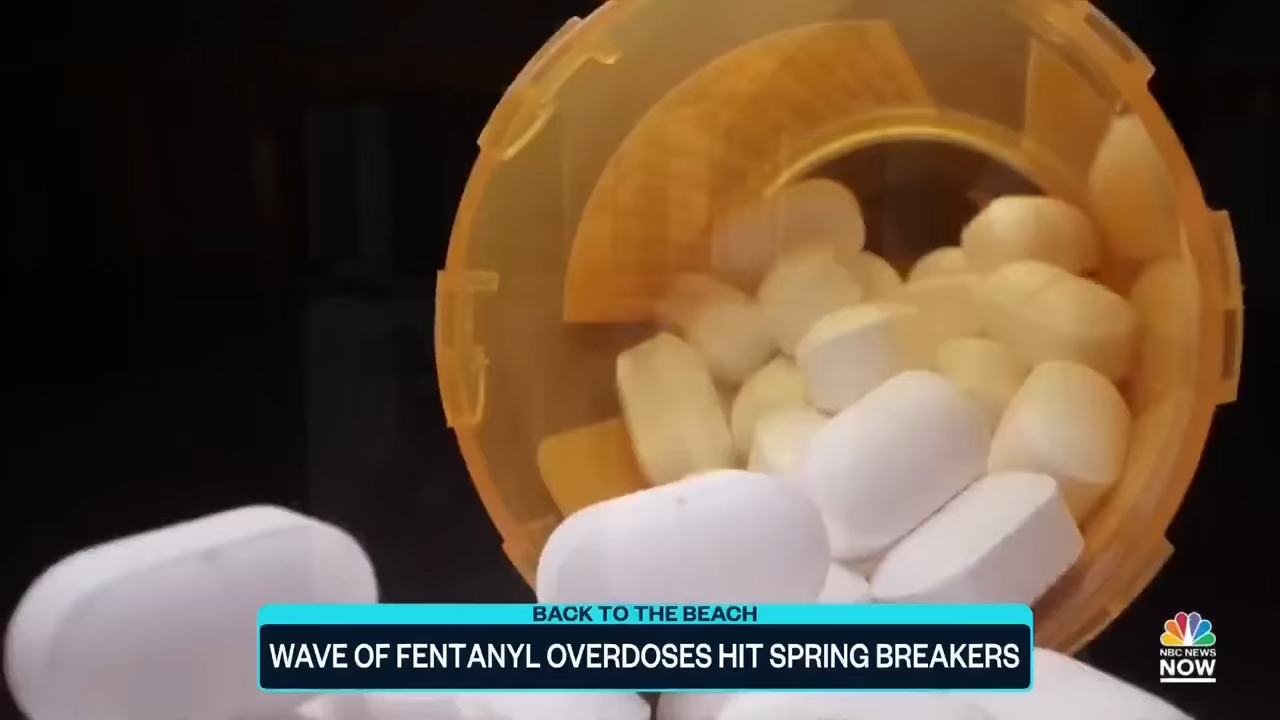 BACK TO THE BEACH
WAVE OF FENTANYL OVERDOSES HIT SPRING BREAKERS
NBC NEWS
NOW